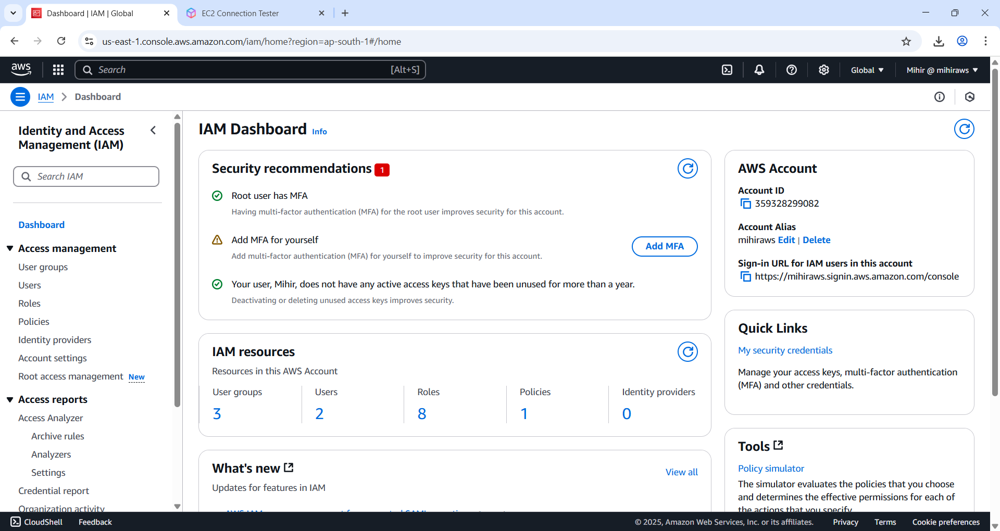 Dashboard | IAM | Global
EC2 Connection Tester
us-east-1.console.aws.amazon.com/iam/home?region=ap-south-1#/home
aws
Search
[Alt+S]
Global
Mihir @ mihiraws
IAM
Dashboard
Identity and Access
Management (IAM)
Search IAM
Dashboard
Access management
User groups
Users
Roles
Policies
Identity providers
Account settings
Root access management New
Access reports
Access Analyzer
Archive rules
Analyzers
Settings
Credential report
Organization activity
IAM Dashboard Info
Security recommendations 1
Root user has MFA
Having multi-factor authentication (MFA) for the root user improves security for this account.
Add MFA for yourself
Add multi-factor authentication (MFA) for yourself to improve security for this account.
Add MFA
Your user, Mihir, does not have any active access keys that have been unused for more than a year.
Deactivating or deleting unused access keys improves security.
IAM resources
Resources in this AWS Account
User groups
3
Users
2
Roles
8
Policies
1
Identity providers
0
What's new
View all
Updates for features in IAM
AWS Account
Account ID
359328299082
Account Alias
mihiraws Edit | Delete
Sign-in URL for IAM users in this account
https://mihiraws.signin.aws.amazon.com/console
Quick Links
My security credentials
Manage your access keys, multi-factor authentication
(MFA) and other credentials.
Tools
Policy simulator
The simulator evaluates the policies that you choose
and determines the effective permissions for each of
the actions that you specify
CloudShell
Feedback
© 2025, Amazon Web Services, Inc. or its affiliates.
Privacy
Terms
Cookie preferences